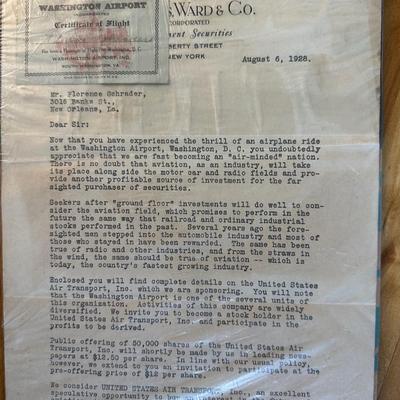 WASHINGTON AIRPORT
INCORPORATED
Certificate of Flight
WASHINGTON AIRPORT, INC.
SOUTH WASHINGTON, VA.
WARD & CO.
INCORPORATED
Securities
LIBERTY STREET
NEW YORK
August 6, 1928.
Mr. Florence Schrader,
3016 Banks St.,
New Orleans, La.
Dear Sir:
Now that you have experienced the thrill of an airplane ride
at the Washington Airport, Washington, D. C. you undoubtedly
appreciate that we are fast becoming an "air-minded" nation.
There is no doubt that aviation, as an industry, will take
its place along side the motor car and radio fields and pro-
vide another profitable source of investment for the far
sighted purchaser of securities.
Seekers after "ground floor" investments will do well to con-
sider the aviation field, which promises to perform in the
future the same way that railroad and ordinary industrial
stocks performed in the past. Several years ago the fore-
sighted man stepped into the automobile industry and most of
those who stayed in have been rewarded. The same has been
true of radio and other industries, and from the straws in
the wind, the same should be true of aviation -- which is
today, the country's fastest growing industry.
Enclosed you will find complete details on the United States
Air Transport, Inc. which we are sponsoring. You will note
that the Washington Airport is one of the several units of
this organization. Activities of this company are widely
diversified. We invite you to become a stock holder in the
United States Air Transport, Inc. and participate in the
profits to be derived.
Public offering of 50,000 shares of the United States Air
Transport, Inc. will shortly be made by us in leading news-
papers at $12.50 per share. In line with our usual policy,
however, we extend to you an invitation to participate at the
pre-offering price of $12 per share.
We consider UNITED STATES AIR TRANSPORT, INC., an excellent
speculative opportunity to buy an interest in the